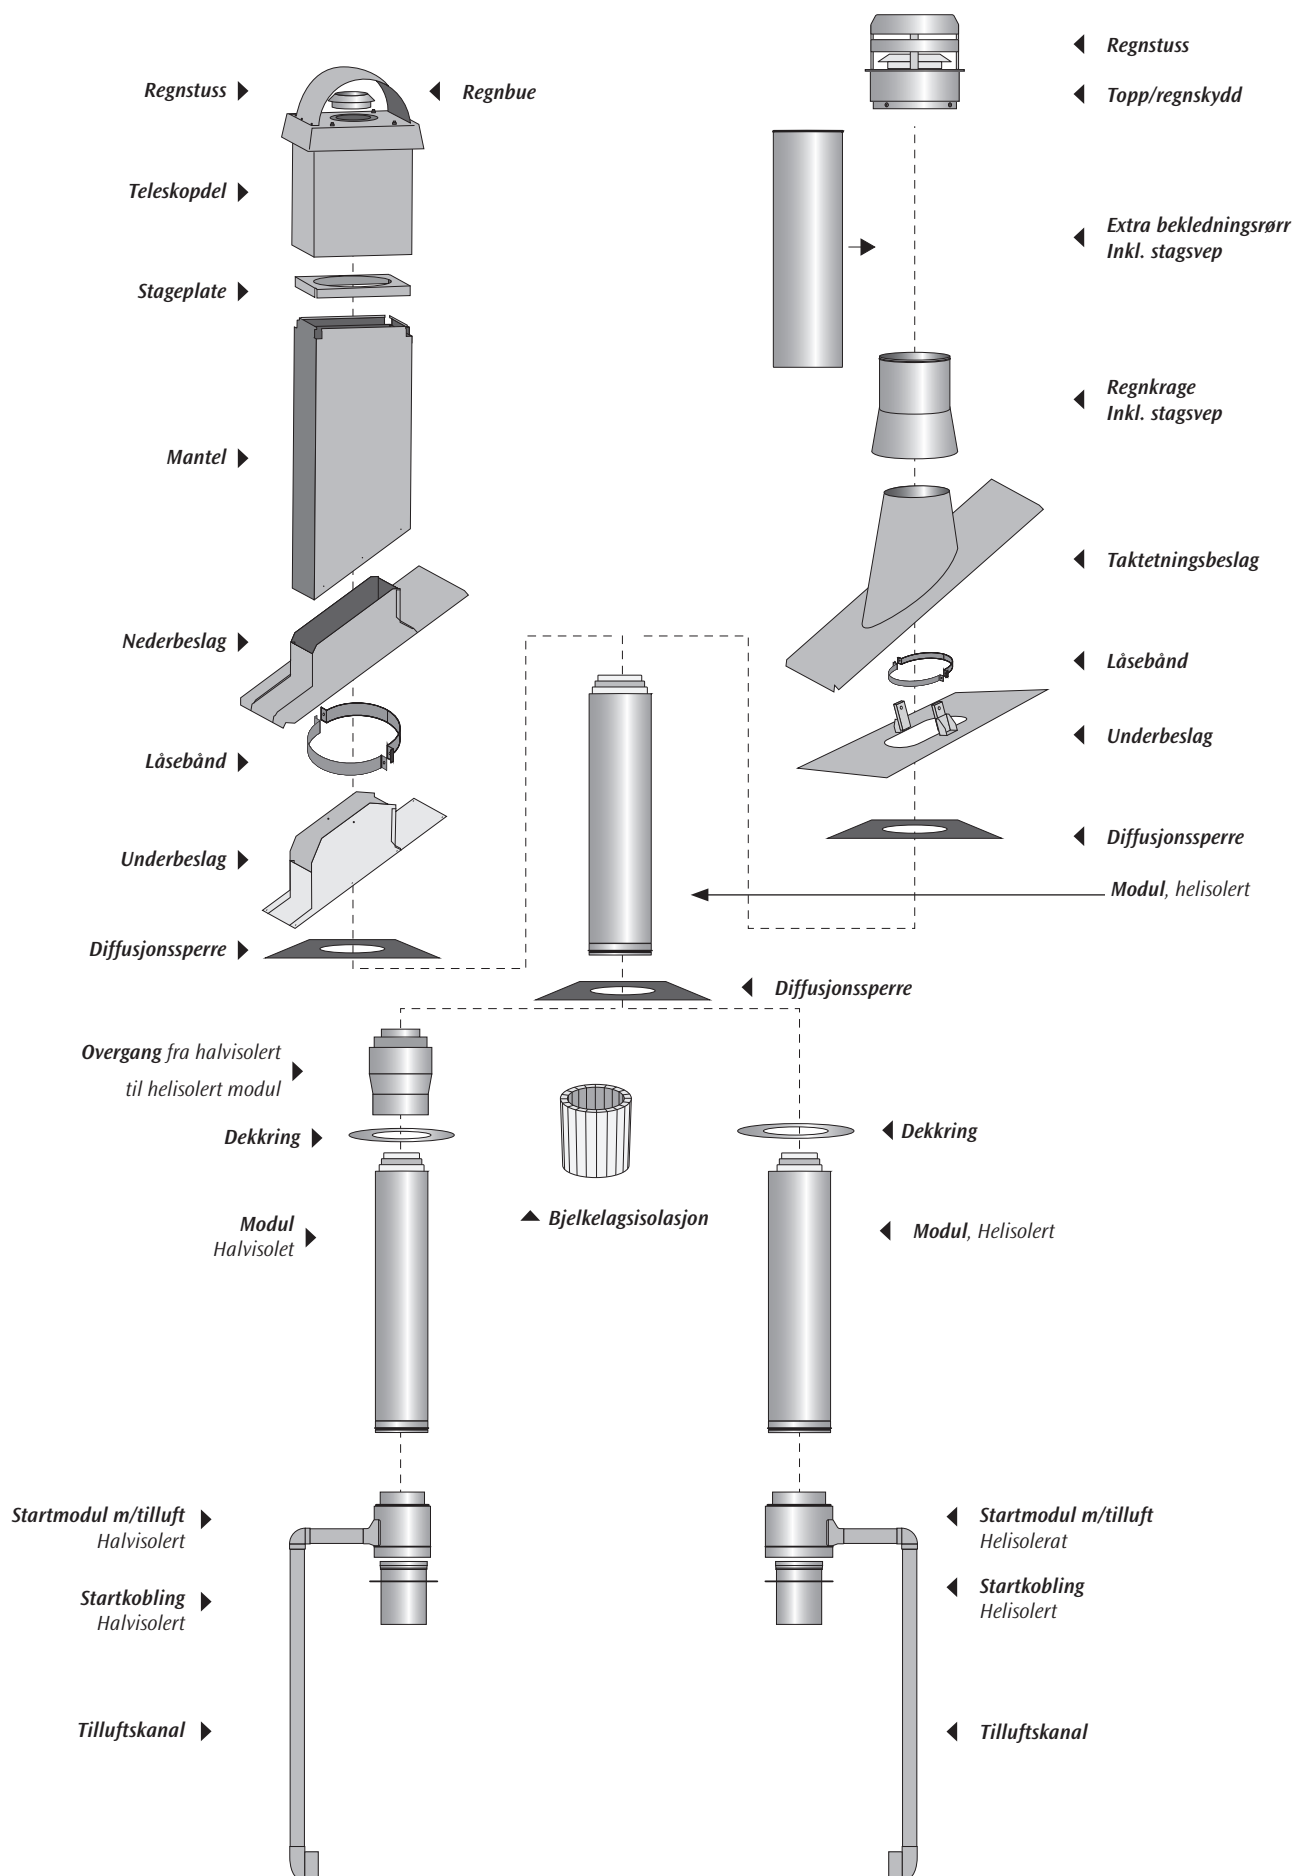 Regnstuss
Regnbue
Teleskopdel
Stageplate
Mantel
Nederbeslag
Låsebånd
Underbeslag
Diffusjonssperre
Regnstuss
Topp/regnskydd
Extra bekledningsrørr
Inkl. stagsvep
Regnkrage
Inkl. stagsvep
Taktetningsbeslag
Låsebånd
Underbeslag
Diffusjonssperre
Modul, helisolert
Diffusjonssperre
Overgang fra halvisolert
til helisolert modul
Dekkring
Modul
Halvisolet
Bjelkelagsisolasjon
Dekkring
Modul, Helisolert
Startmodul m/tilluft
Halvisolert
Startkobling
Halvisolert
Tilluftskanal
Startmodul m/tilluft
Helisolerat
Startkobling
Helisolert
Tilluftskanal